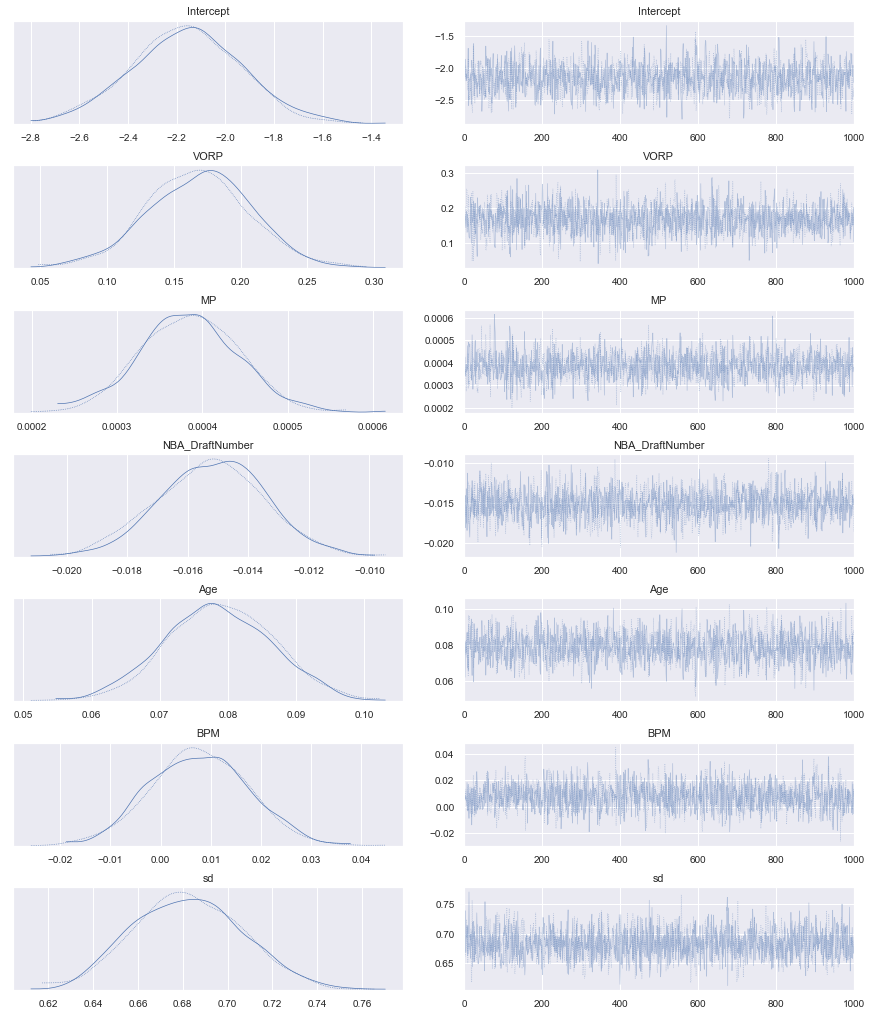 Intercept
Intercept
−1.5
−2.0
−2.5
−2.8 −2.6 −2.4 −2.2 −2.0 −1.8 −1.6 −1.4
0 200 400 600 800 1000
VORP
VORP
0.3
0.2
0.1
0.05 0.10 0.15 0.20 0.25 0.30
0 200 400 600 800 1000
MP
MP
0.0006
0.0005
0.0004
0.0003
0.0002
0.0002 0.0003 0.0004 0.0005 0.0006
0 200 400 600 800 1000
NBA_DraftNumber
NBA_DraftNumber
−0.010
−0.015
−0.020
−0.020 −0.018 −0.016 −0.014 −0.012 −0.010
0 200 400 600 800 1000
Age
Age
0.10
0.08
0.06
0.05 0.06 0.07 0.08 0.09 0.10
0 200 400 600 800 1000
BPM
BPM
0.04
0.02
0.00
−0.02
−0.02 −0.01 0.00 0.01 0.02 0.03 0.04
0 200 400 600 800 1000
sd
sd
0.75
0.70
0.65
0.62 0.64 0.66 0.68 0.70 0.72 0.74 0.76
0 200 400 600 800 1000